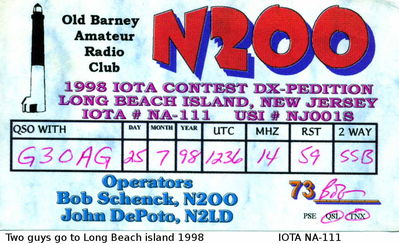 Old Barney
Amateur
Radio
Club
N2OO
1998 IOTA CONTEST DX-PEDITION
LONG BEACH ISLAND, NEW JERSEY
IOTA # NA-111 USI # NJ001S
QSO WITH DAY MONTH YEAR UTC MHZ RST 2 WAY
G3OAG 25 7 98 1236 14 59 SSB
Operators
Bob Schenck, N2OO
John DePoto, N2LD
73 Bob
PSE QSL TNX
Two guys go to Long Beach island 1998 IOTA NA-111